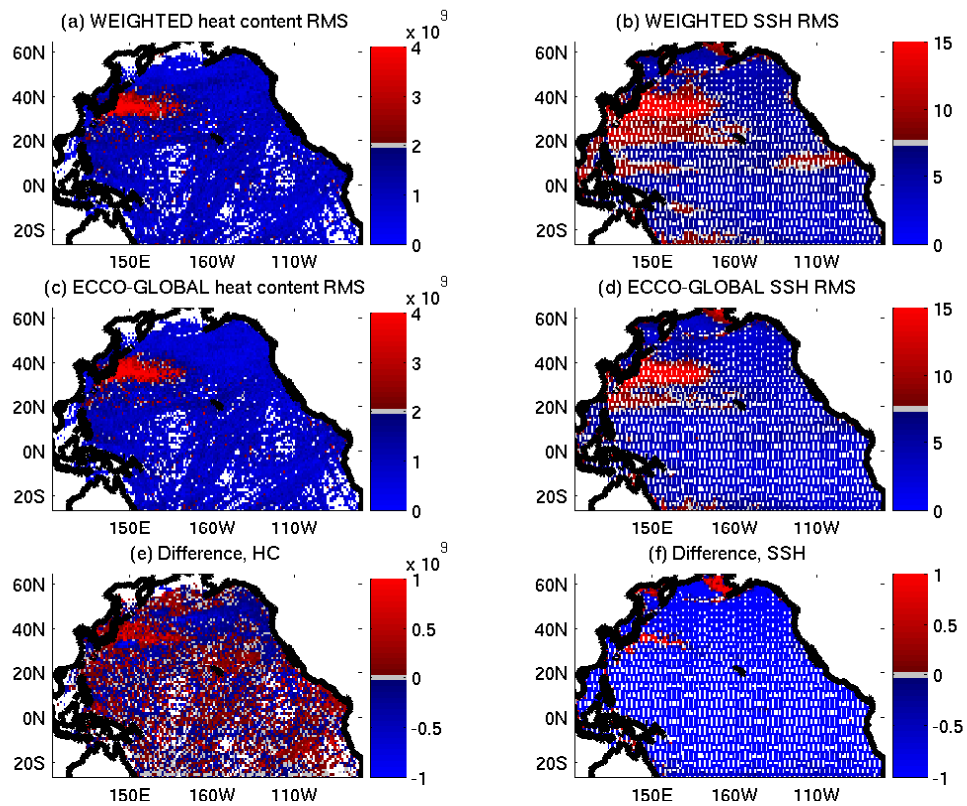 (a) WEIGHTED heat content RMS
x 10^9
60N
40N
20N
0N
20S
150E 160W 110W
4
3
2
1
0
(b) WEIGHTED SSH RMS
60N
40N
20N
0N
20S
150E 160W 110W
15
10
5
0
(c) ECCO-GLOBAL heat content RMS
x 10^9
60N
40N
20N
0N
20S
150E 160W 110W
4
3
2
1
0
(d) ECCO-GLOBAL SSH RMS
60N
40N
20N
0N
20S
150E 160W 110W
15
10
5
0
(e) Difference, HC
x 10^9
60N
40N
20N
0N
20S
150E 160W 110W
1
0.5
0
-0.5
-1
(f) Difference, SSH
60N
40N
20N
0N
20S
150E 160W 110W
1
0.5
0
-0.5
-1